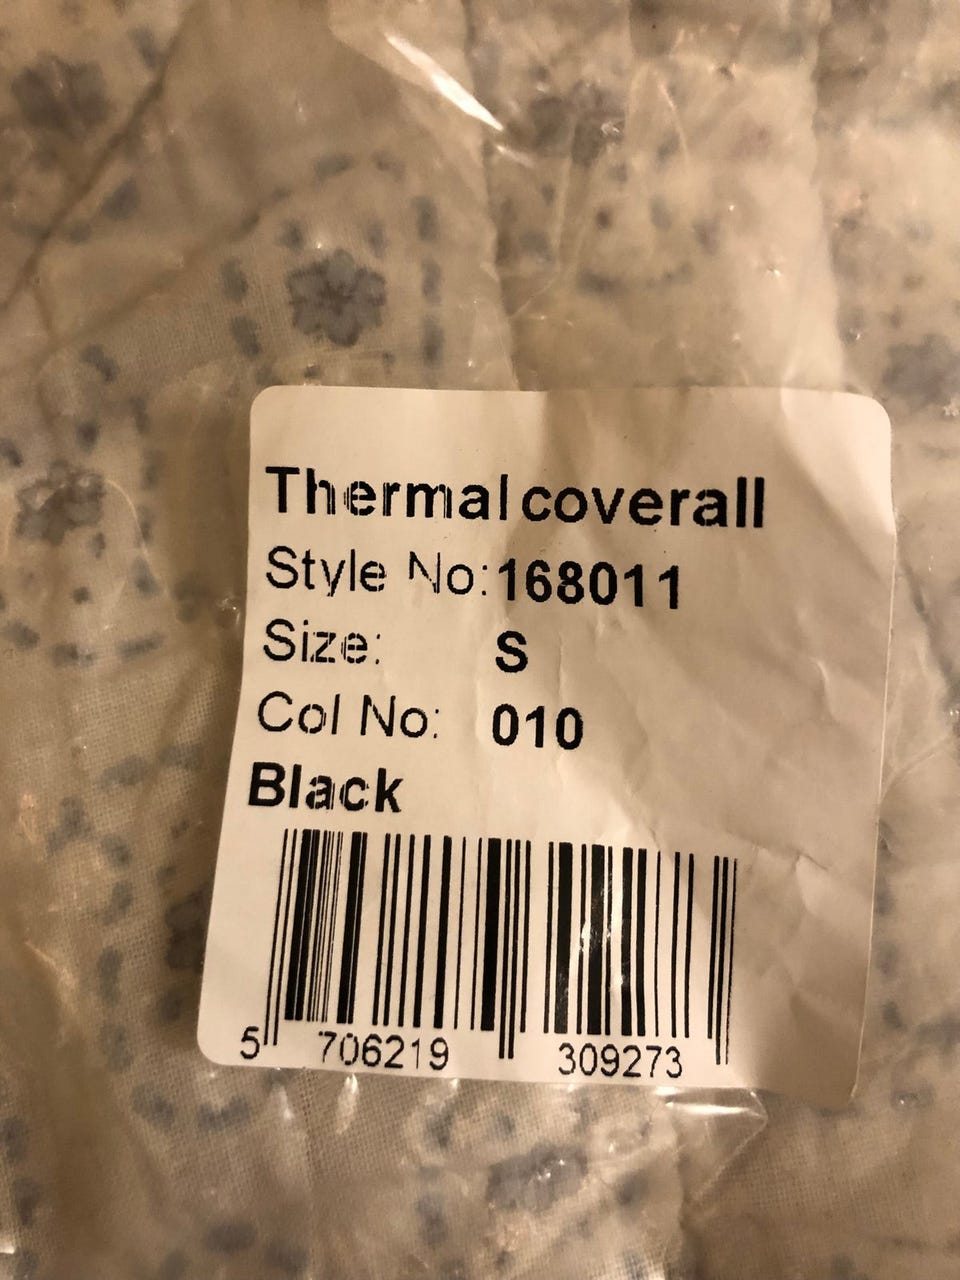 Thermal coverall
Style No: 168011
Size: S
Col No: 010
Black
5 706219 309273